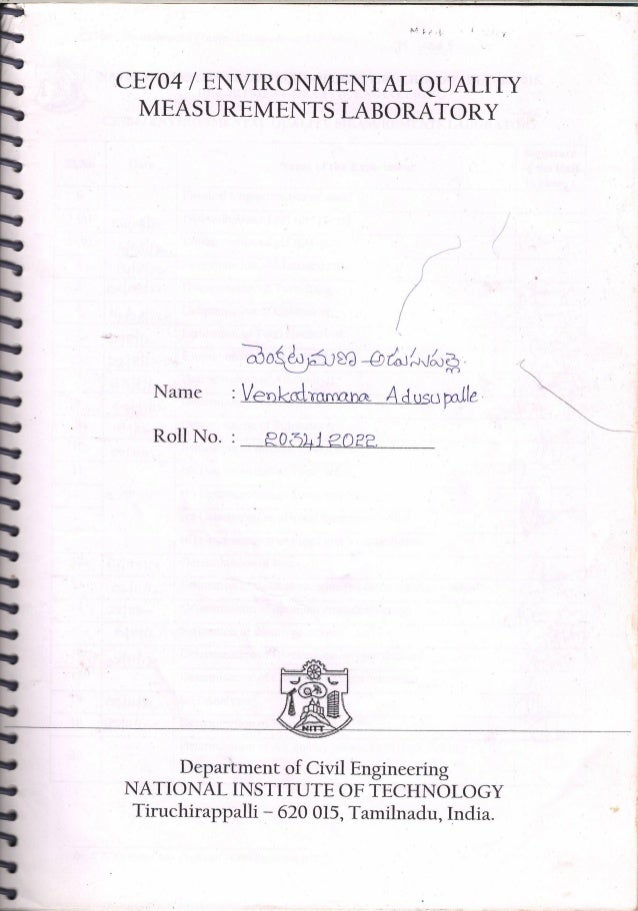 CE704 / ENVIRONMENTAL QUALITY
MEASUREMENTS LABORATORY
వెంకట్రమణ అడుసుపల్లె.
Name : Venkatramana Adusupalle.
Roll No. : 203412022
NITT
Department of Civil Engineering
NATIONAL INSTITUTE OF TECHNOLOGY
Tiruchirappalli – 620 015, Tamilnadu, India.